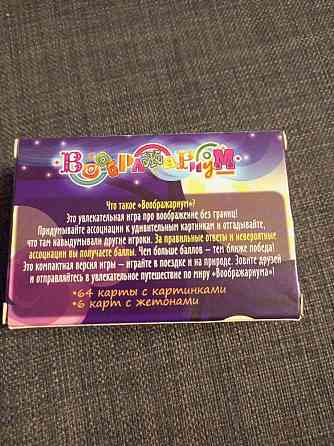 ВООБРАЖАРИУМ
Что такое «Воображариум»?
Это увлекательная игра про воображение без границ!
Придумывайте ассоциации к удивительным картинкам и отгадывайте,
что там навыдумывали другие игроки. За правильные ответы и невероятные
ассоциации вы получаете баллы. Чем больше баллов – тем ближе победа!
Это компактная версия игры – играйте в поездке и на природе. Зовите друзей
и отправляйтесь в увлекательное путешествие по миру «Воображариума»!
•64 карты с картинками
•6 карт с жетонами